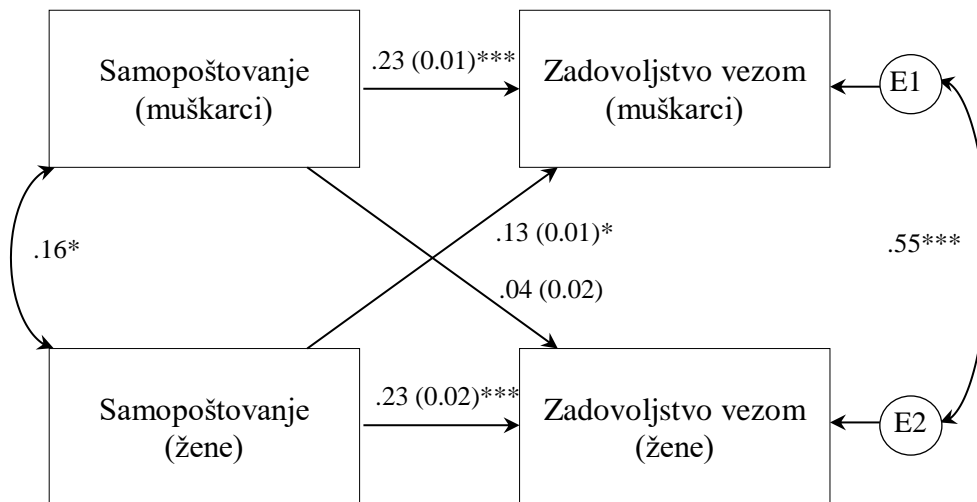 Samopoštovanje
(muškarci)
.23 (0.01)***
Zadovoljstvo vezom
(muškarci)
E1
.16*
.13 (0.01)*
.04 (0.02)
.55***
Samopoštovanje
(žene)
.23 (0.02)***
Zadovoljstvo vezom
(žene)
E2